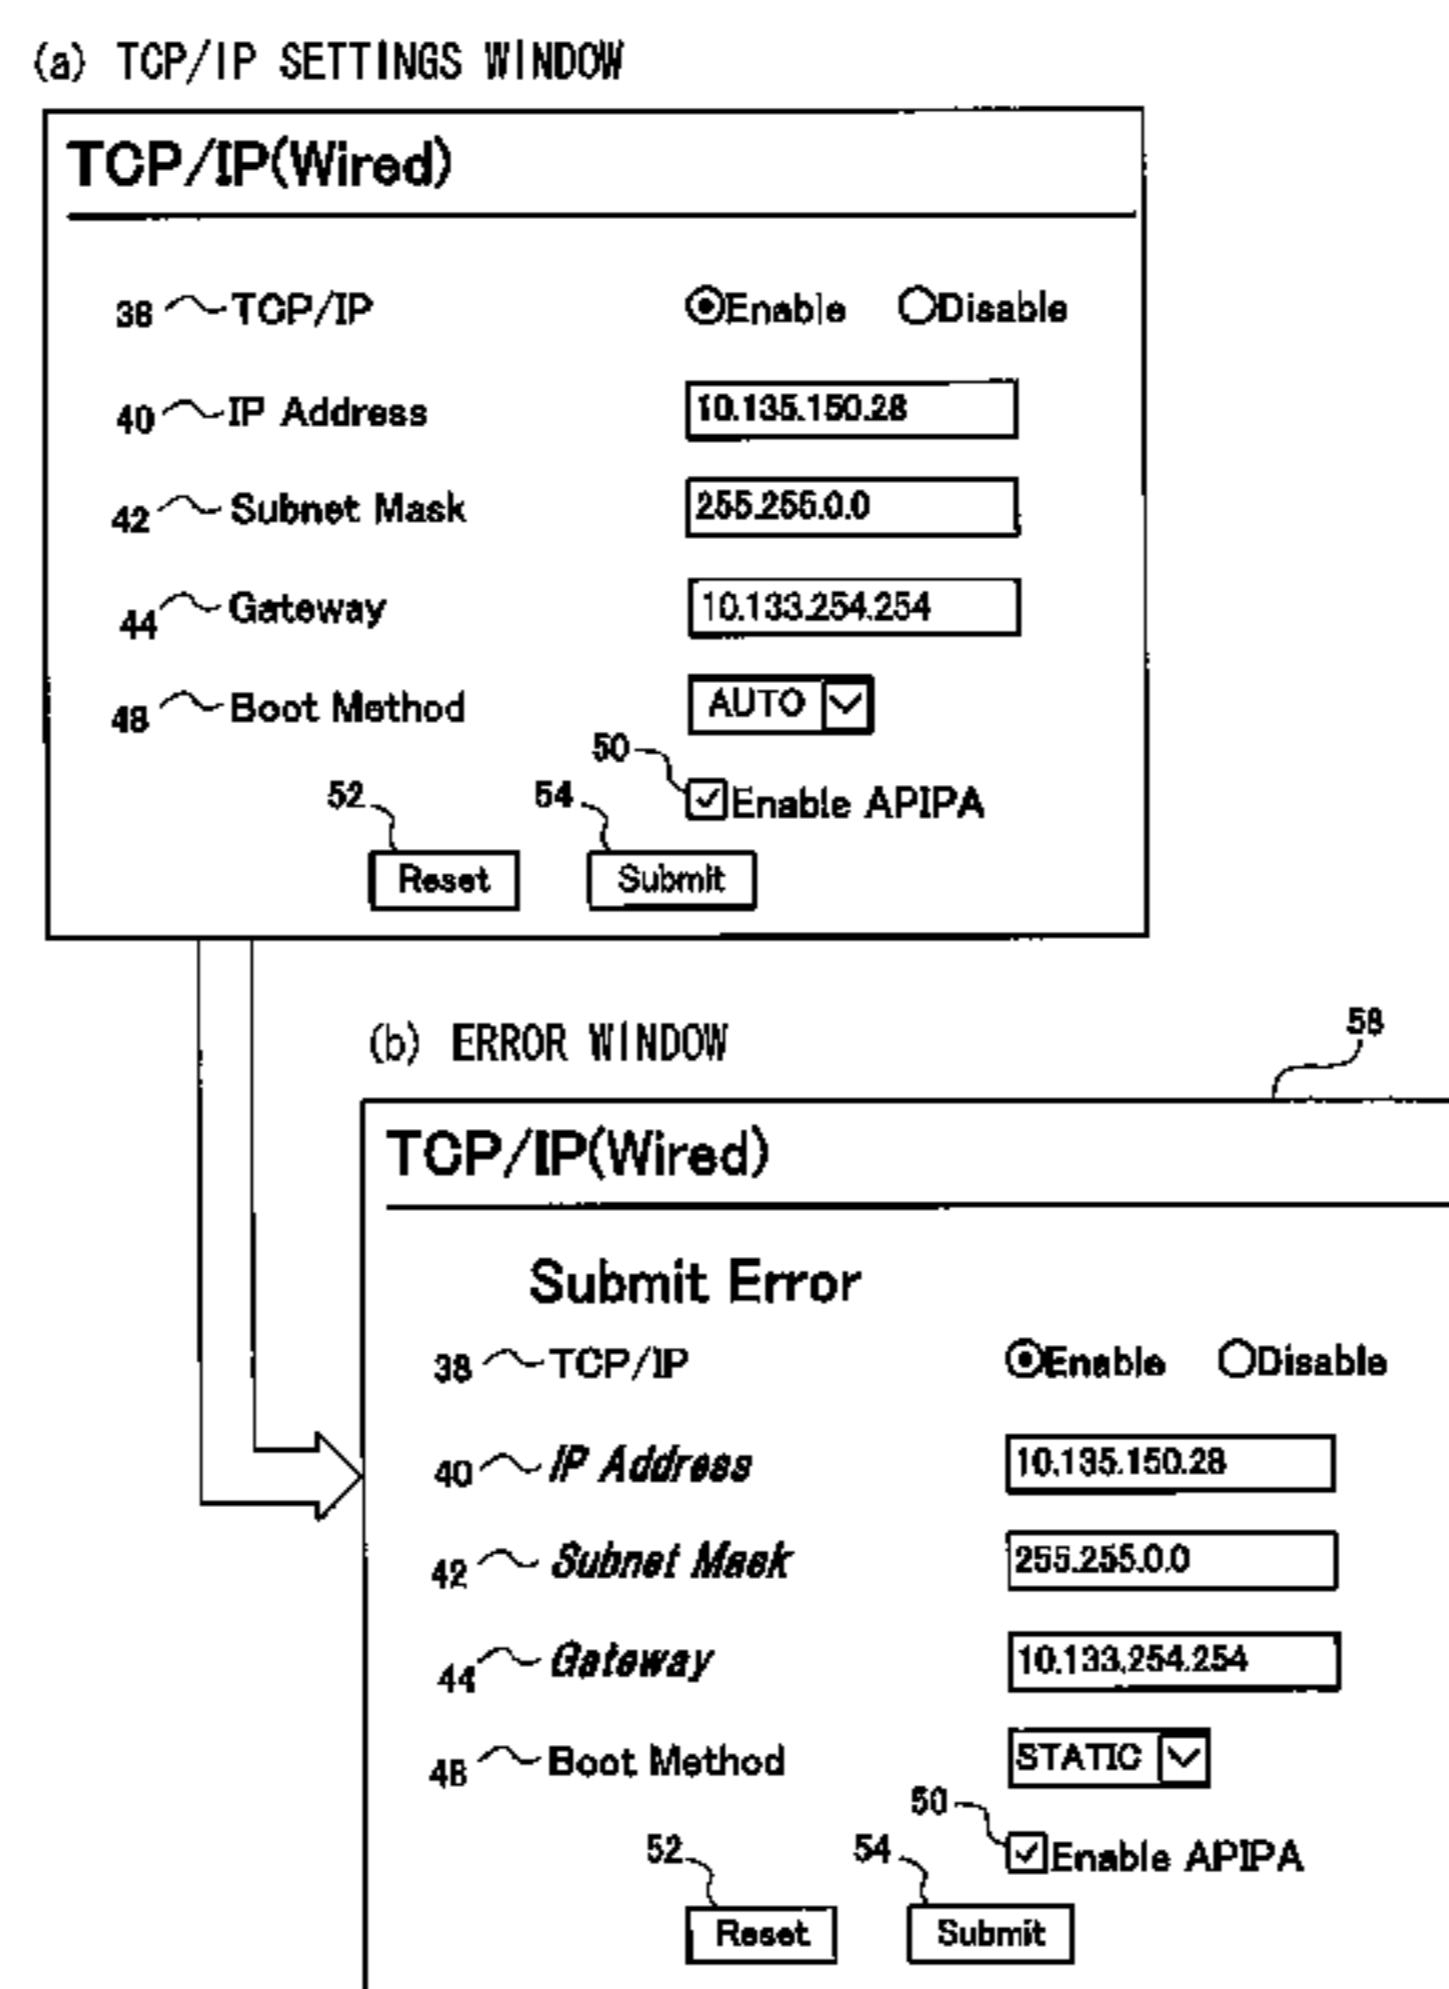 (a) TCP/IP SETTINGS WINDOW
TCP/IP(Wired)
38 TCP/IP Enable Disable
40 IP Address 10.135.150.28
42 Subnet Mask 255.255.0.0
44 Gateway 10.133.254.254
48 Boot Method AUTO
50 Enable APIPA
52 54
Reset Submit
(b) ERROR WINDOW
58
TCP/IP(Wired)
Submit Error
38 TCP/IP Enable Disable
40 IP Address 10.135.150.28
42 Subnet Mask 255.255.0.0
44 Gateway 10.133.254.254
48 Boot Method STATIC
50 Enable APIPA
52 54
Reset Submit